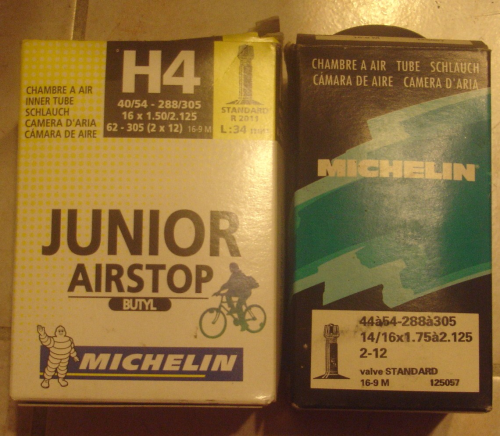 CHAMBRE A AIR
INNER TUBE
SCHLAUCH
CAMERA D'ARIA
CÁMARA DE AIRE
H4
40/54 - 288/305
16 x 1.50/2.125
62 - 305 (2 x 12) 16-9 M
STANDARD
R 2011
L: 34 mm
JUNIOR
AIRSTOP
BUTYL
MICHELIN
CHAMBRE A AIR TUBE SCHLAUCH
CÁMARA DE AIRE CAMERA D'ARIA
MICHELIN
44à54-288à305
14/16x1.75à2.125
2-12
valve STANDARD
16-9 M 125057